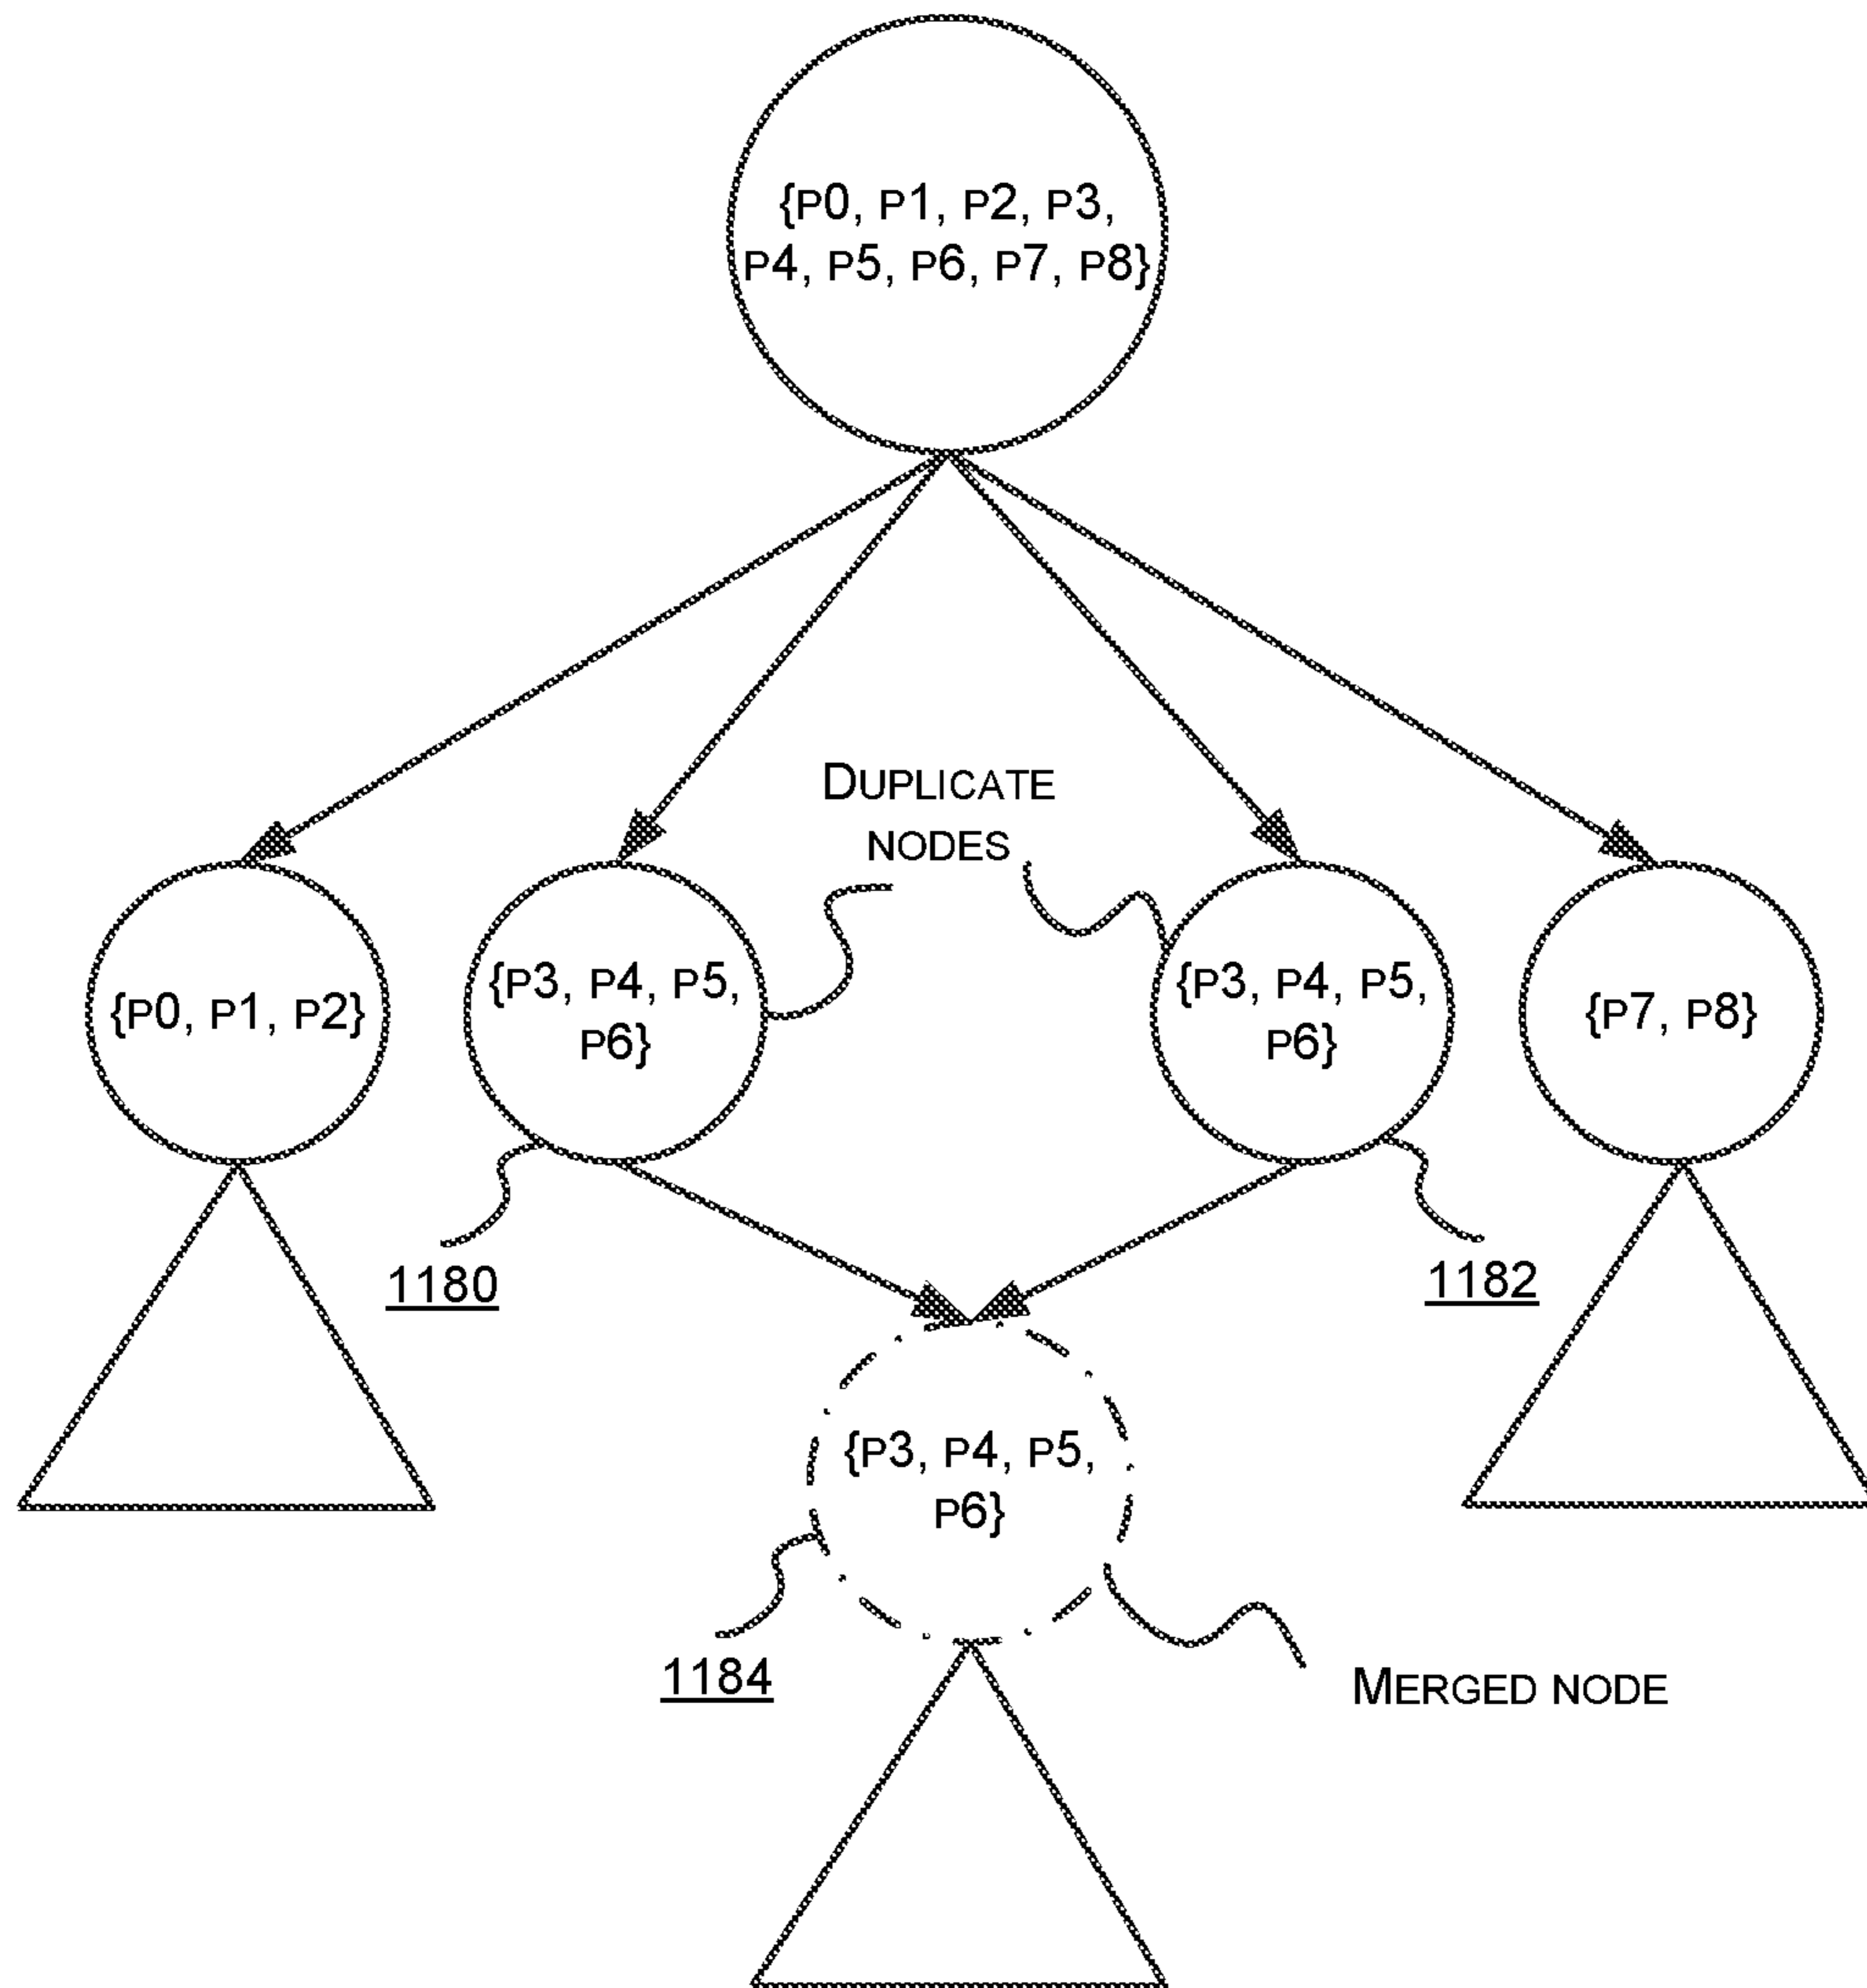 {P0, P1, P2, P3,
P4, P5, P6, P7, P8}
DUPLICATE
NODES
{P0, P1, P2}
{P3, P4, P5,
P6}
{P3, P4, P5,
P6}
{P7, P8}
1180
1182
{P3, P4, P5,
P6}
1184
MERGED NODE